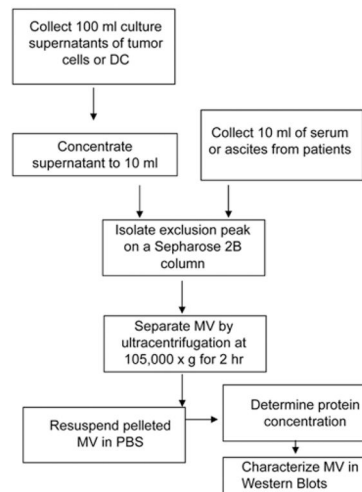 Collect 100 ml culture
supernatants of tumor
cells or DC
Concentrate
supernatant to 10 ml
Collect 10 ml of serum
or ascites from patients
Isolate exclusion peak
on a Sepharose 2B
column
Separate MV by
ultracentrifugation at
105,000 x g for 2 hr
Resuspend pelleted
MV in PBS
Determine protein
concentration
Characterize MV in
Western Blots